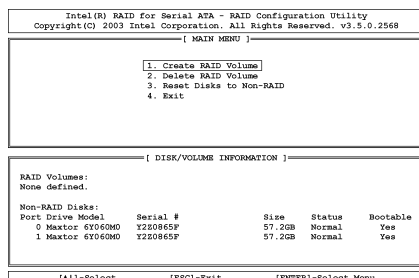 Intel(R) RAID for Serial ATA - RAID Configuration Utility
Copyright(C) 2003 Intel Corporation. All Rights Reserved. v3.5.0.2568
[ MAIN MENU ]
1. Create RAID Volume
2. Delete RAID Volume
3. Reset Disks to Non-RAID
4. Exit
[ DISK/VOLUME INFORMATION ]
RAID Volumes:
None defined.
Non-RAID Disks:
Port Drive Model Serial # Size Status Bootable
0 Maxtor 6Y060M0 Y2Z0865F 57.2GB Normal Yes
1 Maxtor 6Y060M0 Y2Z0865F 57.2GB Normal Yes
[↑↓]-Select [ESC]-Exit [ENTER]-Select Menu